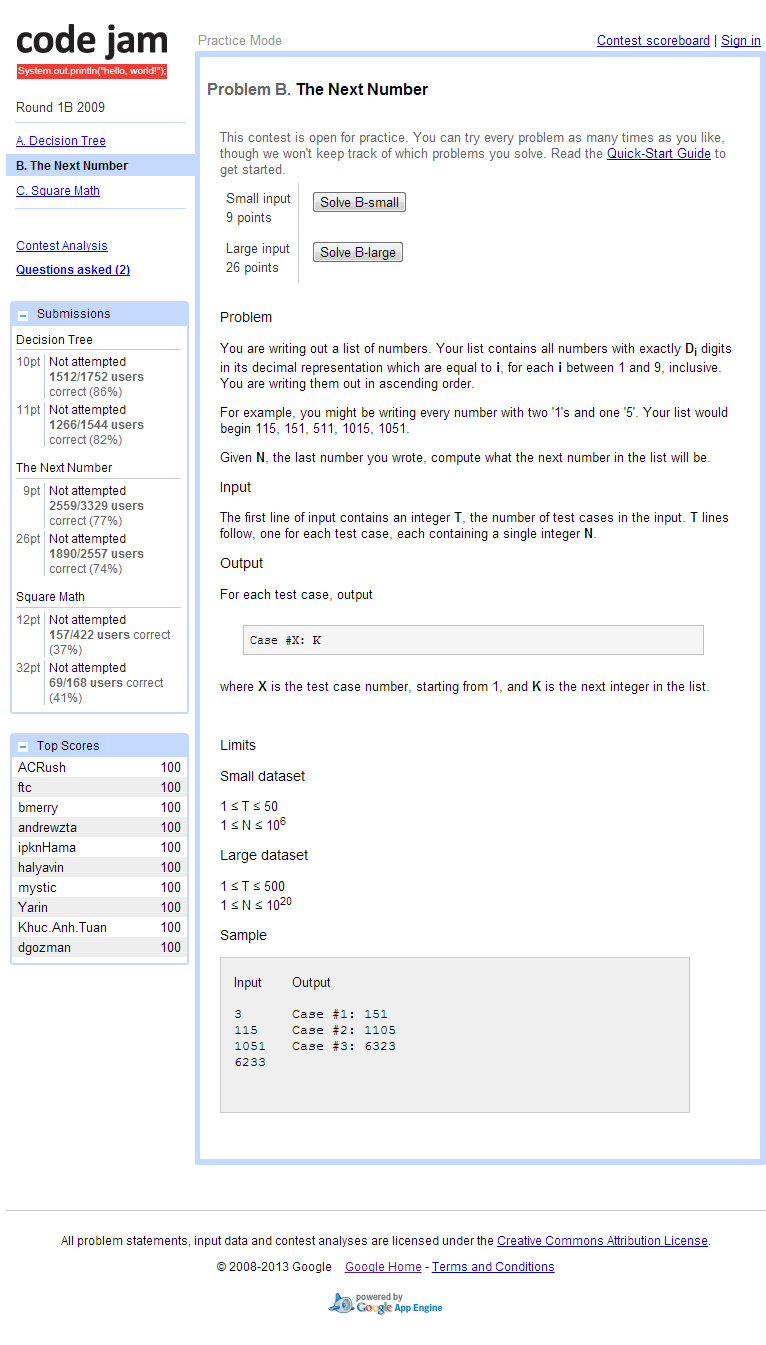 code jam
System.out.println("hello, world!");
Practice Mode
Contest scoreboard | Sign in
Round 1B 2009
A. Decision Tree
B. The Next Number
C. Square Math
Contest Analysis
Questions asked (2)
Submissions
Decision Tree
10pt Not attempted
1512/1752 users
correct (86%)
11pt Not attempted
1266/1544 users
correct (82%)
The Next Number
9pt Not attempted
2559/3329 users
correct (77%)
26pt Not attempted
1890/2557 users
correct (74%)
Square Math
12pt Not attempted
157/422 users correct
(37%)
32pt Not attempted
69/168 users correct
(41%)
Top Scores
ACRush 100
ftc 100
bmerry 100
andrewzta 100
ipknHama 100
halyavin 100
mystic 100
Yarin 100
Khuc.Anh.Tuan 100
dgozman 100
Problem B. The Next Number
This contest is open for practice. You can try every problem as many times as you like,
though we won't keep track of which problems you solve. Read the Quick-Start Guide to
get started.
Small input
9 points
Solve B-small
Large input
26 points
Solve B-large
Problem
You are writing out a list of numbers. Your list contains all numbers with exactly Di digits
in its decimal representation which are equal to i, for each i between 1 and 9, inclusive.
You are writing them out in ascending order.
For example, you might be writing every number with two '1's and one '5'. Your list would
begin 115, 151, 511, 1015, 1051.
Given N, the last number you wrote, compute what the next number in the list will be.
Input
The first line of input contains an integer T, the number of test cases in the input. T lines
follow, one for each test case, each containing a single integer N.
Output
For each test case, output
Case #X: K
where X is the test case number, starting from 1, and K is the next integer in the list.
Limits
Small dataset
1 ≤ T ≤ 50
1 ≤ N ≤ 10⁶
Large dataset
1 ≤ T ≤ 500
1 ≤ N ≤ 10²⁰
Sample
Input Output
3 Case #1: 151
115 Case #2: 1105
1051 Case #3: 6323
6233
All problem statements, input data and contest analyses are licensed under the Creative Commons Attribution License.
© 2008-2013 Google Google Home - Terms and Conditions
powered by
Google App Engine